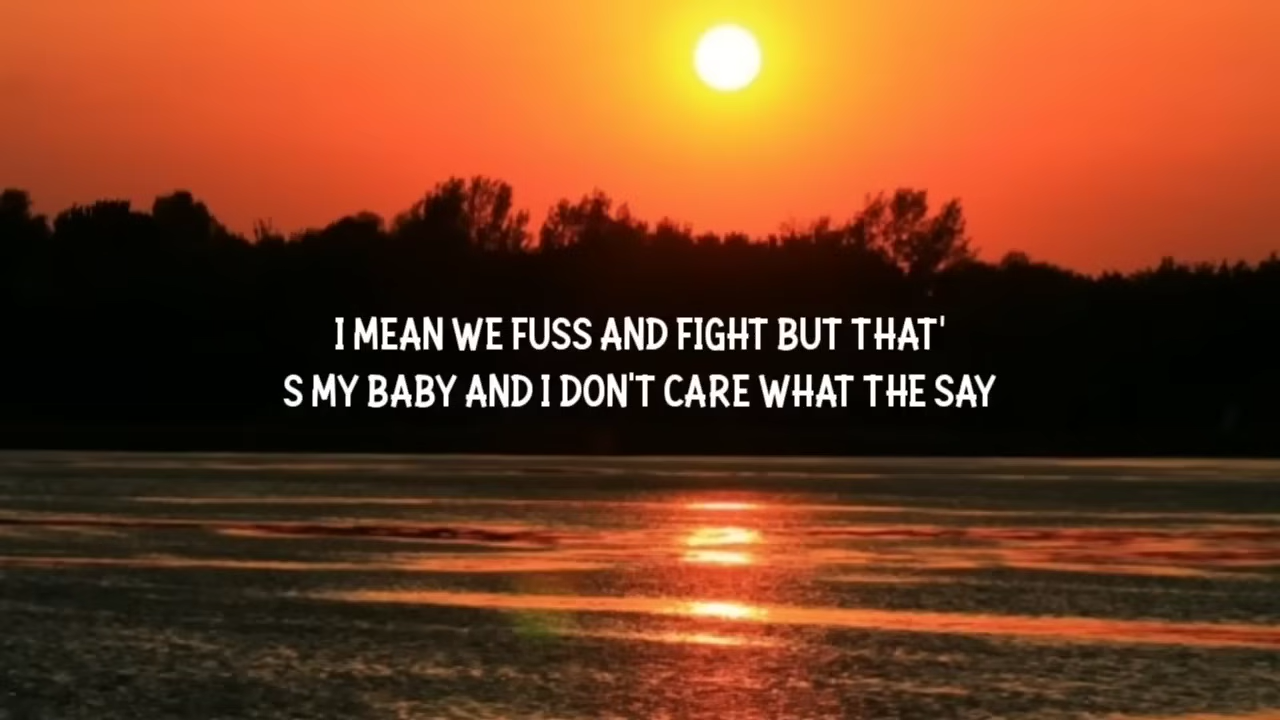 I MEAN WE FUSS AND FIGHT BUT THAT'
S MY BABY AND I DON'T CARE WHAT THE SAY